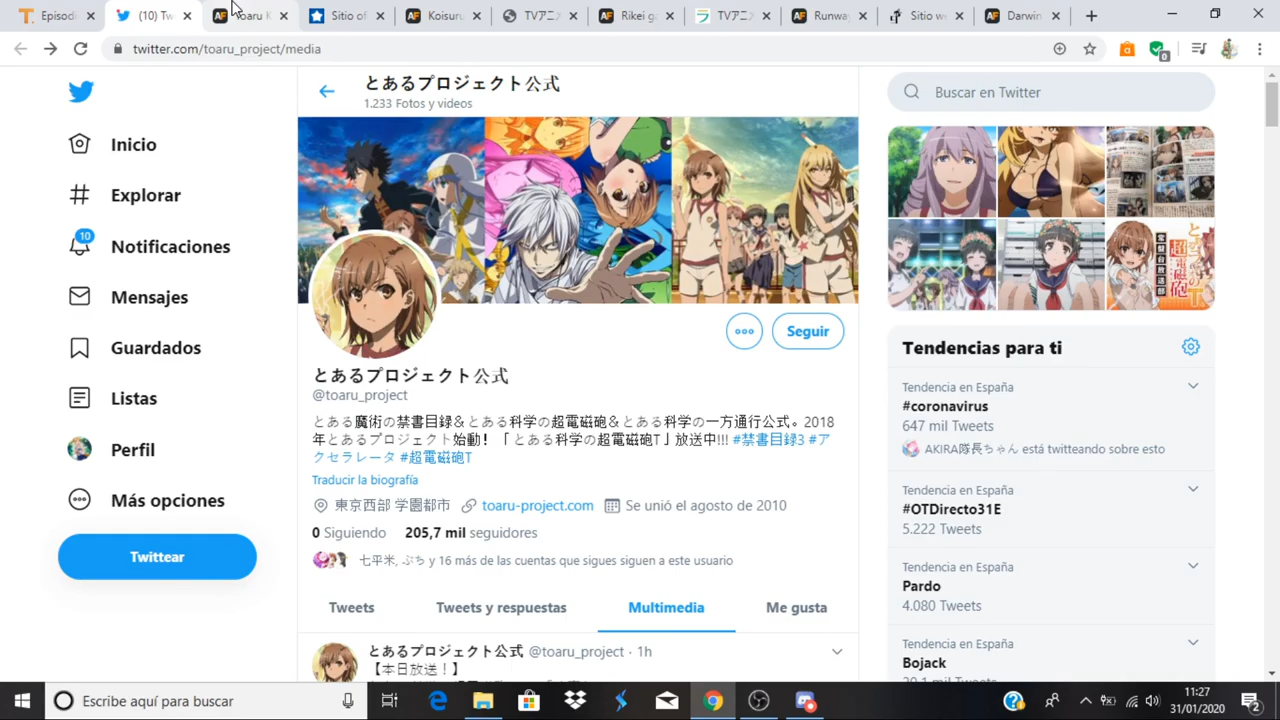 Episodi
(10) Tw
Toaru K
Sitio of
Koisuru
TVアニメ
Rikei ga
TVアニメ
Runway
Sitio we
Darwin
twitter.com/toaru_project/media
0
とあるプロジェクト公式
1.233 Fotos y videos
Buscar en Twitter
Inicio
Explorar
10
Notificaciones
Mensajes
Guardados
Listas
Perfil
Más opciones
Twittear
Seguir
とあるプロジェクト公式
@toaru_project
とある魔術の禁書目録&とある科学の超電磁砲&とある科学の一方通行公式。2018
年とあるプロジェクト始動！「とある科学の超電磁砲T」放送中!!! #禁書目録3 #ア
クセラレータ #超電磁砲T
Traducir la biografía
東京西部 学園都市 toaru-project.com Se unió el agosto de 2010
0 Siguiendo 205,7 mil seguidores
七平米, ぶち y 16 más de las cuentas que sigues siguen a este usuario
Tweets
Tweets y respuestas
Multimedia
Me gusta
とあるプロジェクト公式 @toaru_project · 1h
【本日放送！】
Tendencias para ti
Tendencia en España
#coronavirus
647 mil Tweets
AKIRA隊長ちゃん está twitteando sobre esto
Tendencia en España
#OTDirecto31E
5.222 Tweets
Tendencia en España
Pardo
4.080 Tweets
Tendencia en España
Bojack
20.1 mil Tweets
Escribe aquí para buscar
11:27
31/01/2020
2